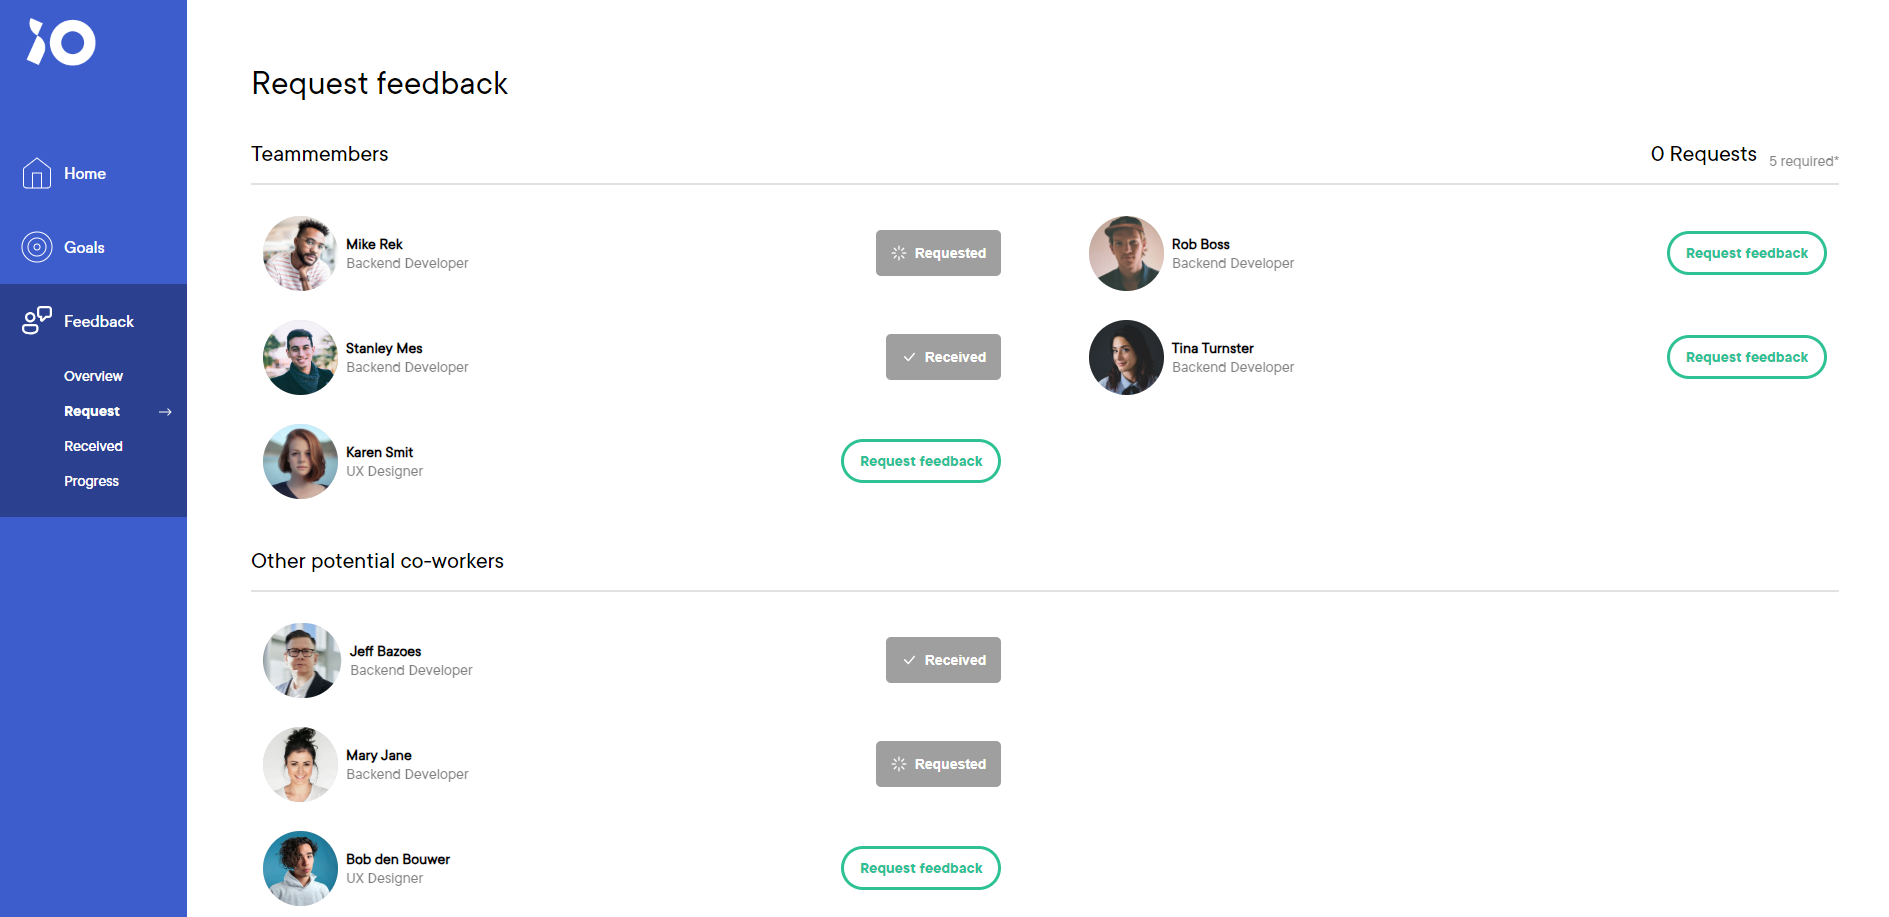 iO
Home
Goals
Feedback
Overview
Request
Received
Progress
Request feedback
Teammembers
0 Requests 5 required*
Mike Rek
Backend Developer
Requested
Rob Boss
Backend Developer
Request feedback
Stanley Mes
Backend Developer
Received
Tina Turnster
Backend Developer
Request feedback
Karen Smit
UX Designer
Request feedback
Other potential co-workers
Jeff Bazoes
Backend Developer
Received
Mary Jane
Backend Developer
Requested
Bob den Bouwer
UX Designer
Request feedback